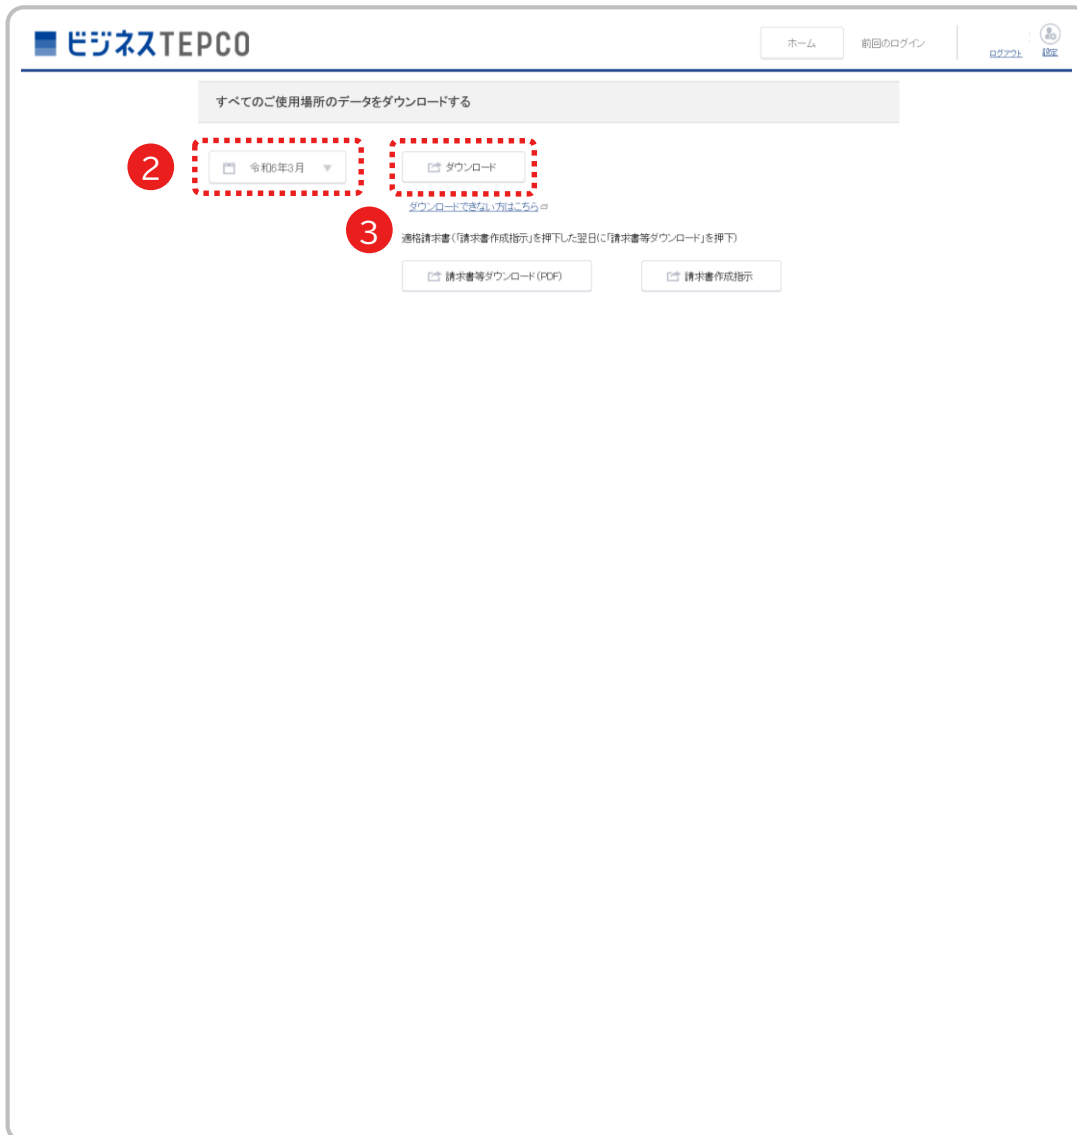 ビジネスTEPCO
ホーム
前回のログイン
ログアウト
設定
すべてのご使用場所のデータをダウンロードする
2
令和6年3月
ダウンロード
ダウンロードできない方はこちら
3
適格請求書(「請求書作成指示」を押下した翌日に「請求書等ダウンロード」を押下)
請求書等ダウンロード(PDF)
請求書作成指示